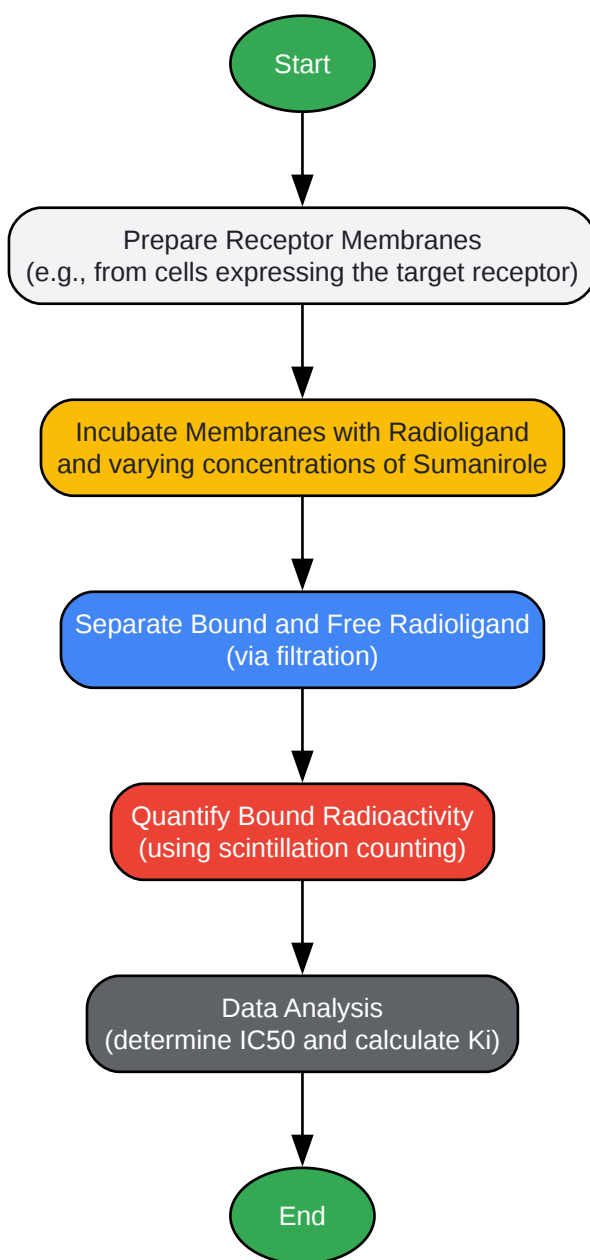 Start
Prepare Receptor Membranes
(e.g., from cells expressing the target receptor)
Incubate Membranes with Radioligand
and varying concentrations of Sumanirole
Separate Bound and Free Radioligand
(via filtration)
Quantify Bound Radioactivity
(using scintillation counting)
Data Analysis
(determine IC50 and calculate Ki)
End